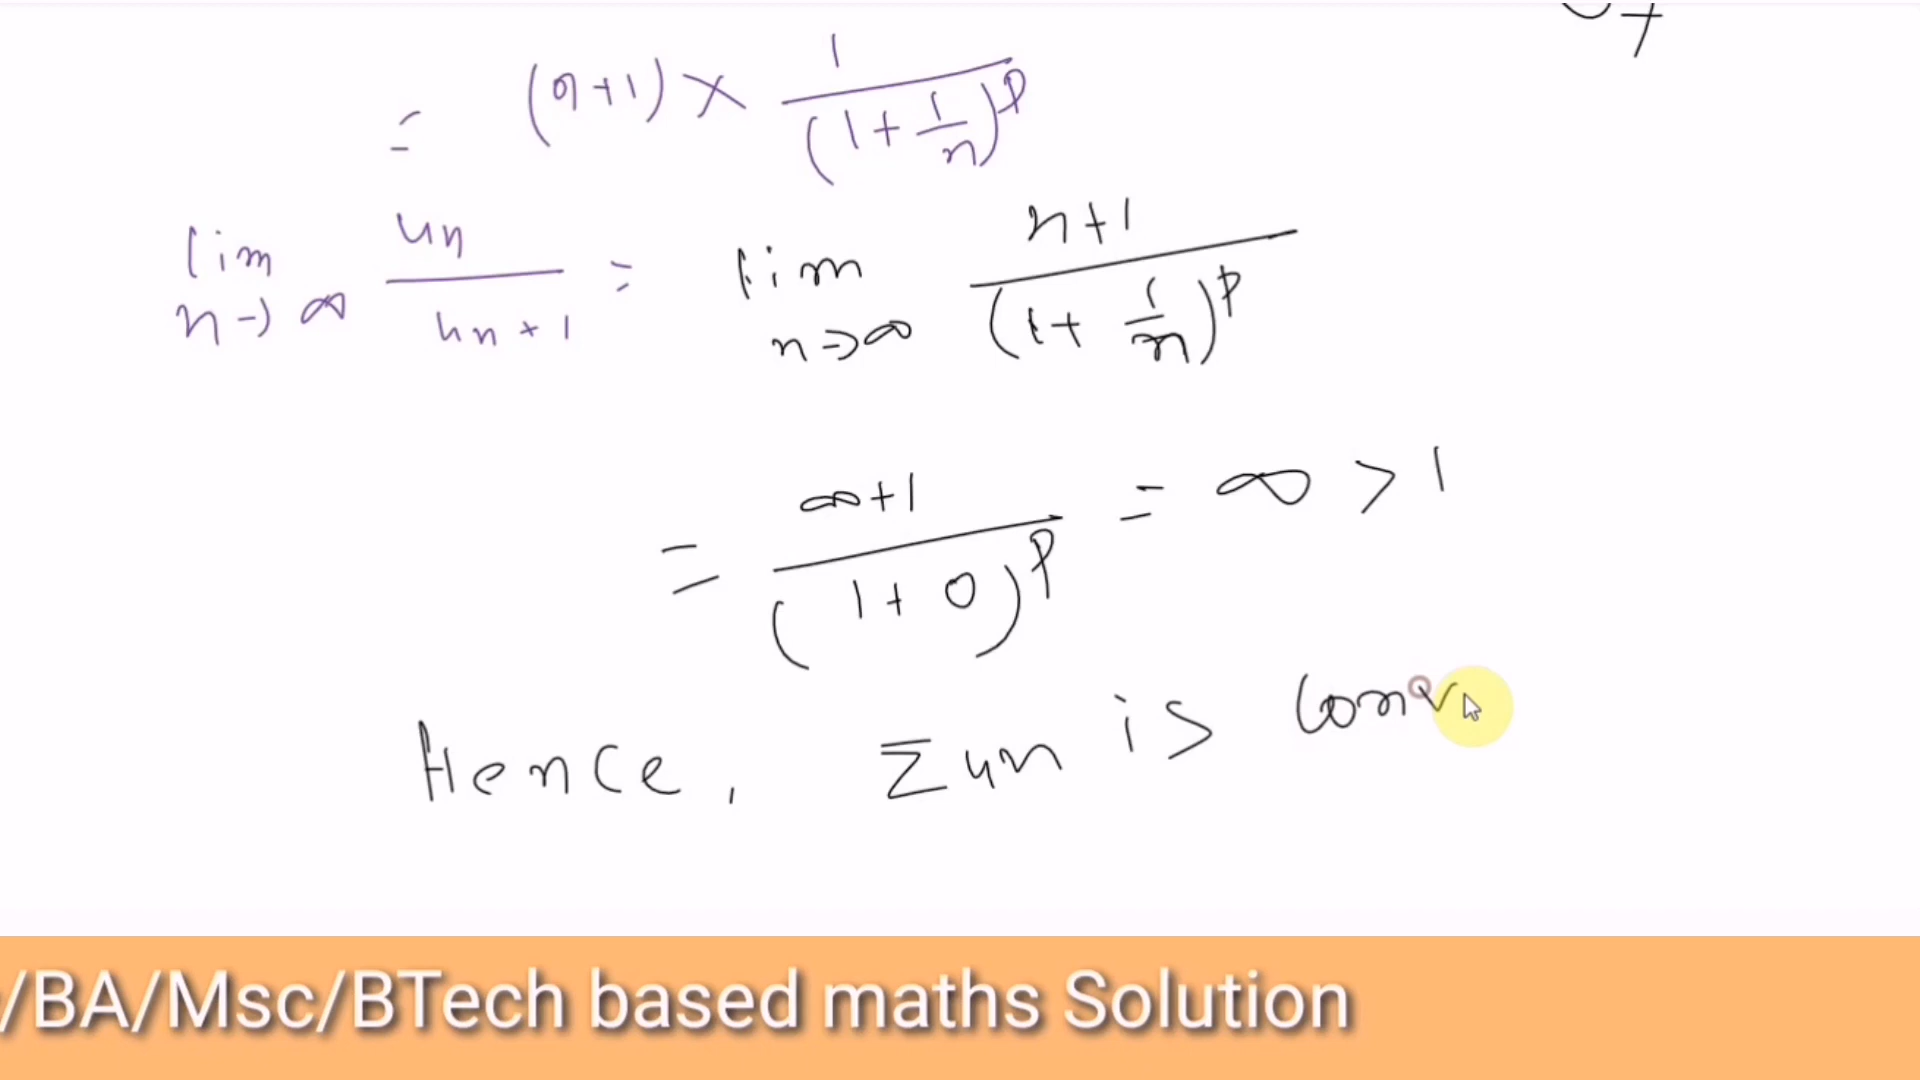 = (n+1) × 1/(1+1/n)^p
lim n→∞ un/un+1 = lim n→∞ n+1/(1+1/n)^p
= ∞+1/(1+0)^p = ∞ > 1
Hence, Σun is conv
/BA/Msc/BTech based maths Solution